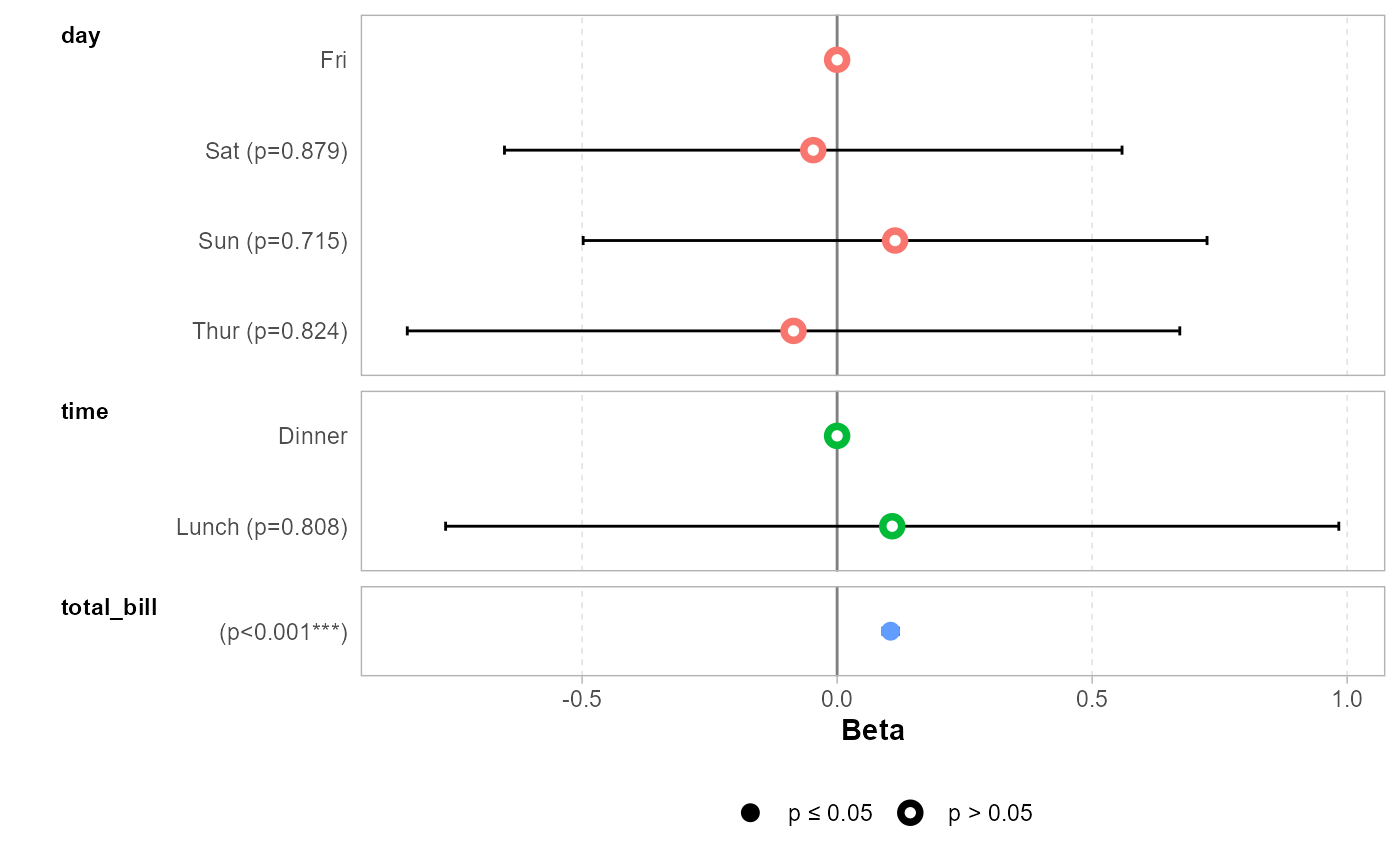 day
Fri
Sat (p=0.879)
Sun (p=0.715)
Thur (p=0.824)
time
Dinner
Lunch (p=0.808)
total_bill
(p<0.001***)
-0.5 0.0 0.5 1.0
Beta
p ≤ 0.05 p > 0.05